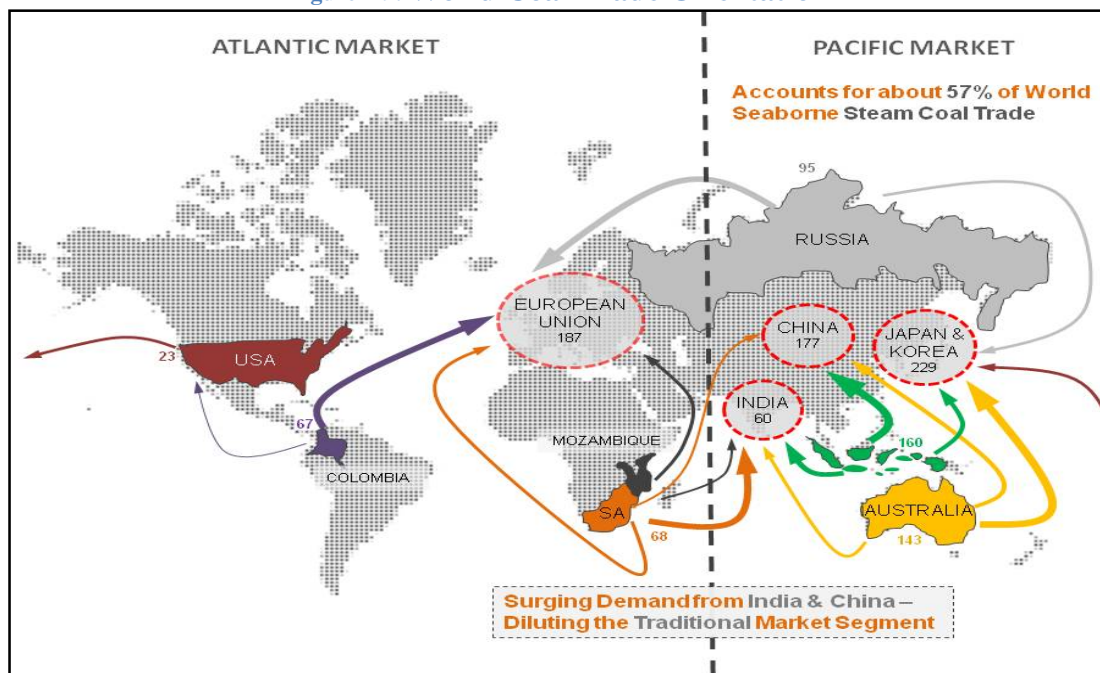 ATLANTIC MARKET
PACIFIC MARKET
Accounts for about 57% of World
Seaborne Steam Coal Trade
95
RUSSIA
EUROPEAN
UNION
187
CHINA
177
JAPAN &
KOREA
229
23
USA
INDIA
60
67
MOZAMBIQUE
160
COLOMBIA
SA
AUSTRALIA
68
143
Surging Demand from India & China –
Diluting the Traditional Market Segment